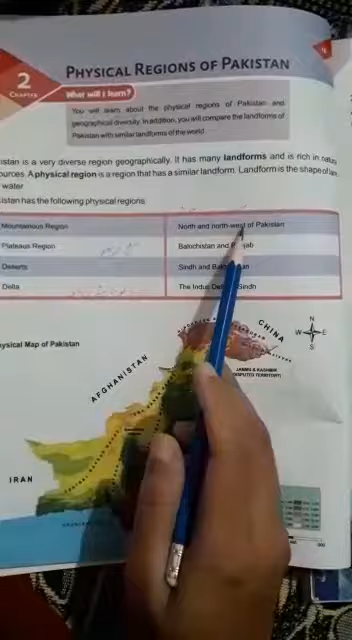 2
CHAPTER
PHYSICAL REGIONS OF PAKISTAN
What will I learn?
You will learn about the physical regions of Pakistan and
geographical diversity. In addition, you will compare the landforms of
Pakistan with similar landforms of the world
istan is a very diverse region geographically. It has many landforms and is rich in
ources. A physical region is a region that has a similar landform. Landform is the shape of
water
istan has the following physical regions
Mountainous Region
North and north-west of Pakistan
Plateaus Region
Balochistan and
Deserts
Sindh and
Delta
The Indus Sindh
ysical Map of Pakistan
N
W E
S
CHINA
AFGHANISTAN
JAMMU & KASHMIR
(DISPUTED TERRITORY)
IRAN